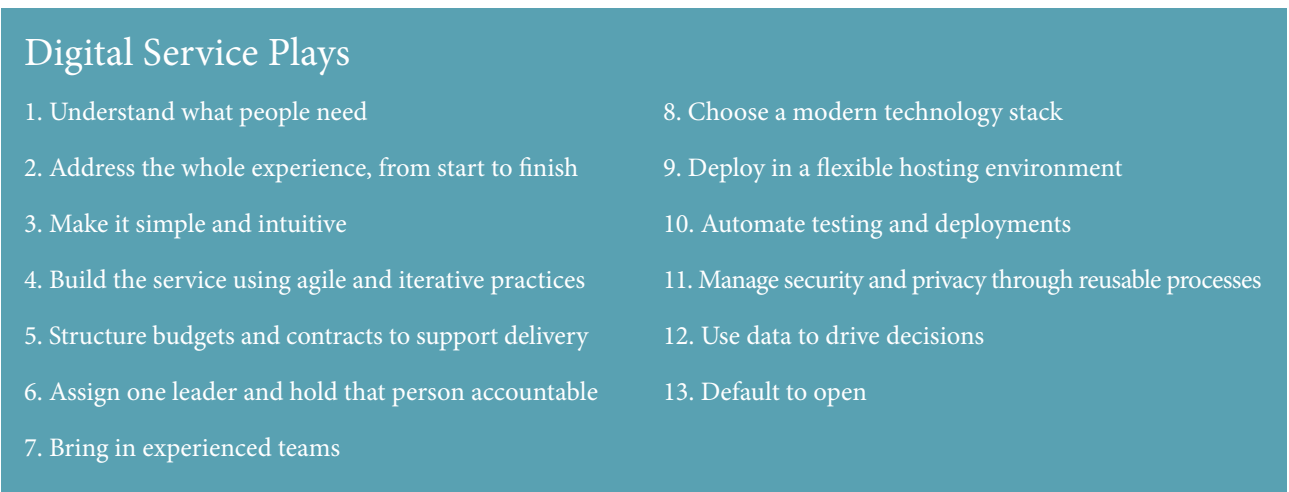 Digital Service Plays
1. Understand what people need
2. Address the whole experience, from start to finish
3. Make it simple and intuitive
4. Build the service using agile and iterative practices
5. Structure budgets and contracts to support delivery
6. Assign one leader and hold that person accountable
7. Bring in experienced teams
8. Choose a modern technology stack
9. Deploy in a flexible hosting environment
10. Automate testing and deployments
11. Manage security and privacy through reusable processes
12. Use data to drive decisions
13. Default to open